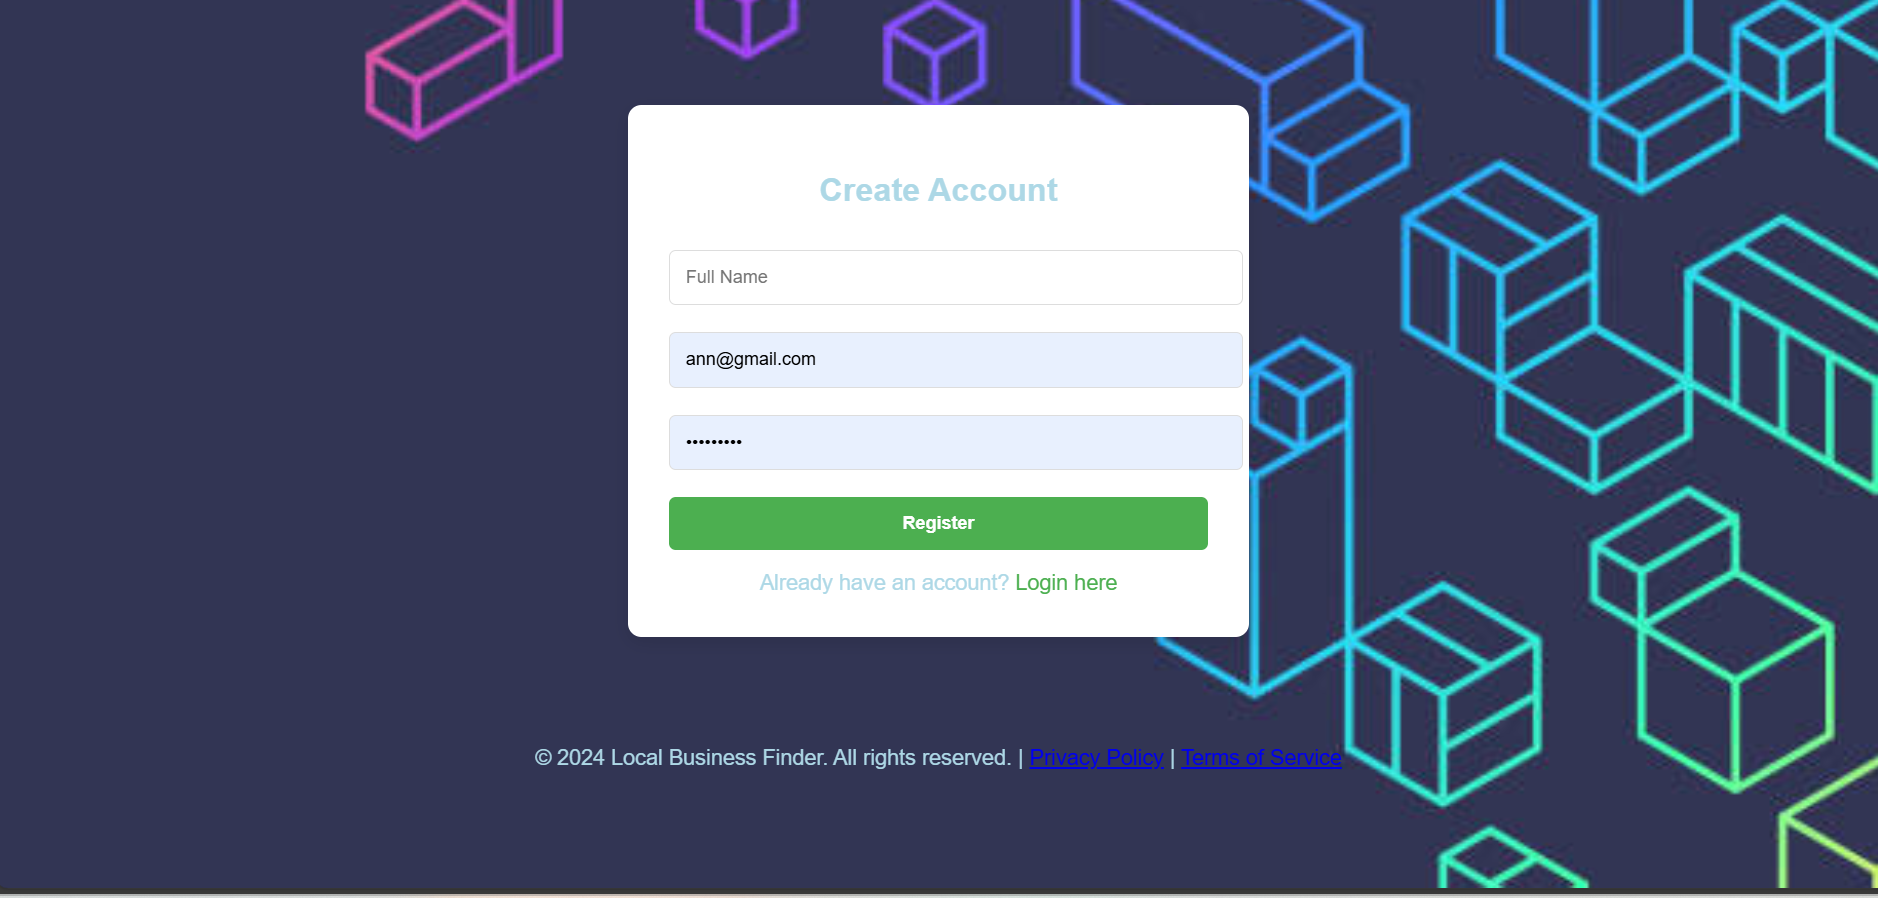 Create Account
Full Name
ann@gmail.com
•••••••••
Register
Already have an account? Login here
© 2024 Local Business Finder. All rights reserved. | Privacy Policy | Terms of Service